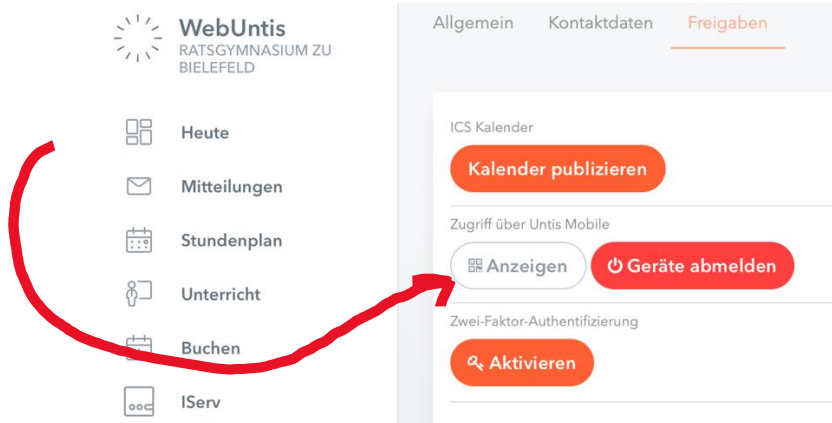 WebUntis
RATSGYMNASIUM ZU
BIELEFELD
Heute
Mitteilungen
Stundenplan
Unterricht
Buchen
IServ
Allgemein Kontaktdaten Freigaben
ICS Kalender
Kalender publizieren
Zugriff über Untis Mobile
Anzeigen Geräte abmelden
Zwei-Faktor-Authentifizierung
Aktivieren